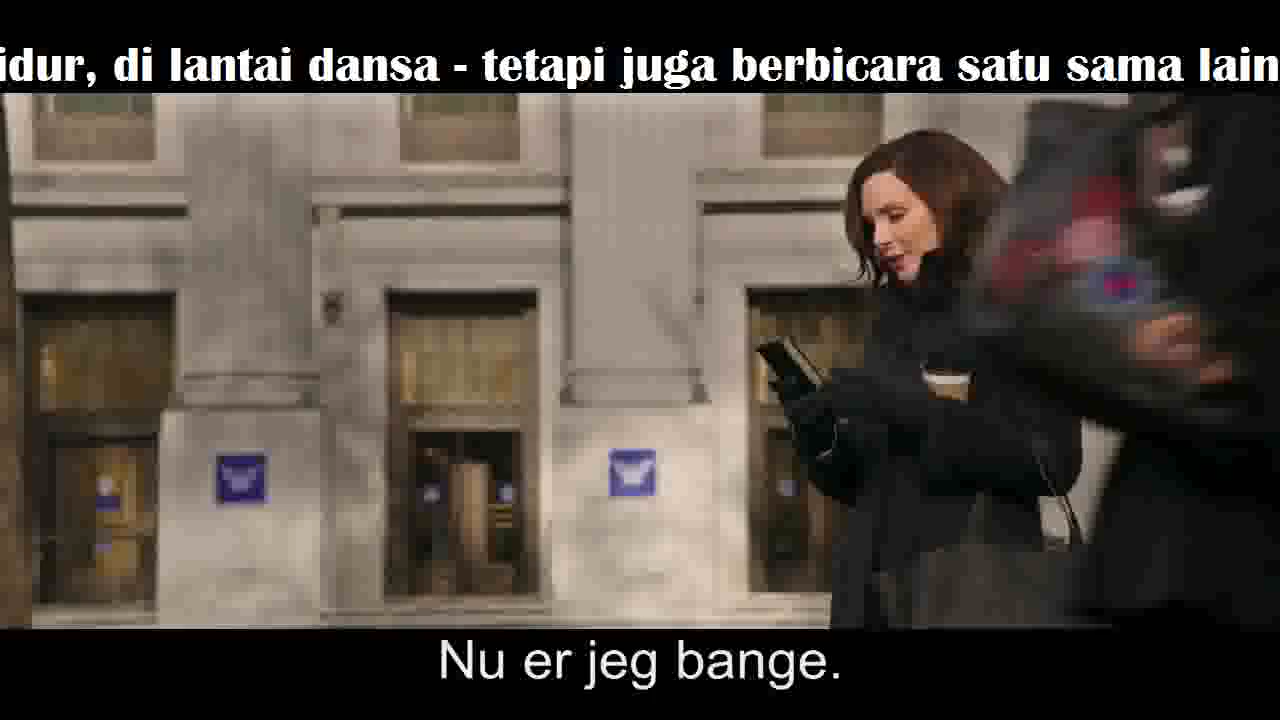 idur, di lantai dansa - tetapi juga berbicara satu sama lain
Nu er jeg bange.